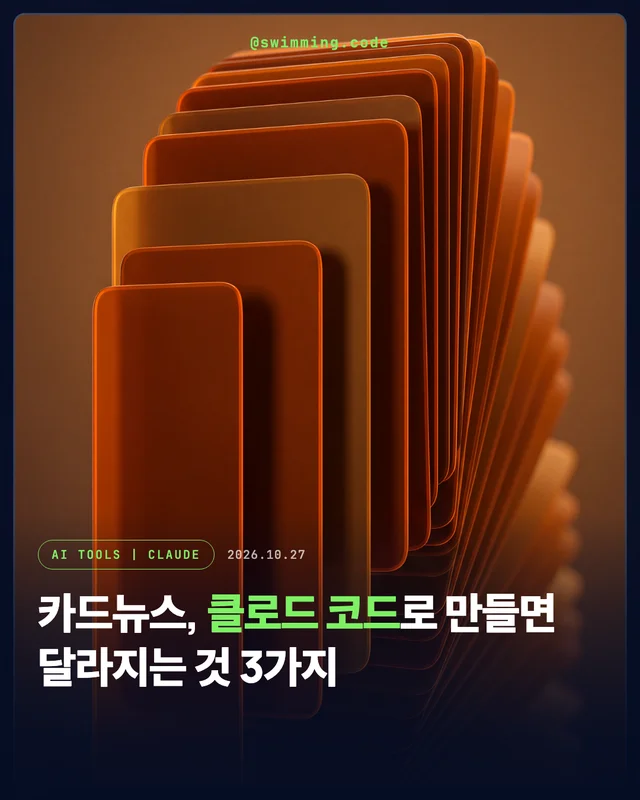 @swimming.code
AI TOOLS | CLAUDE 2026.10.27
카드뉴스, 클로드 코드로 만들면
달라지는 것 3가지